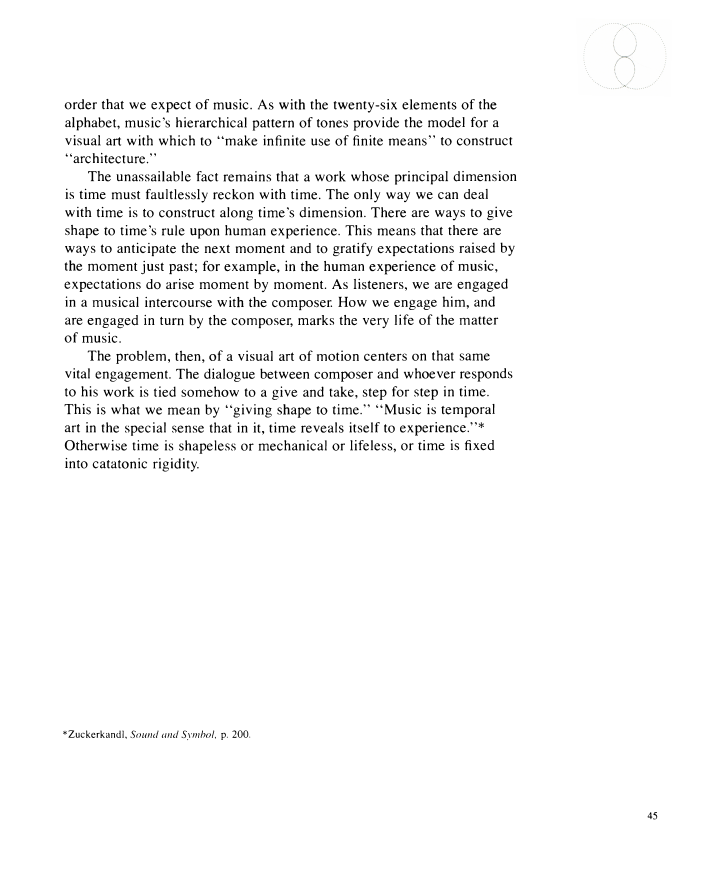 order that we expect of music. As with the twenty-six elements of the
alphabet, music's hierarchical pattern of tones provide the model for a
visual art with which to “make infinite use of finite means” to construct
“architecture.”
The unassailable fact remains that a work whose principal dimension
is time must faultlessly reckon with time. The only way we can deal
with time is to construct along time's dimension. There are ways to give
shape to time's rule upon human experience. This means that there are
ways to anticipate the next moment and to gratify expectations raised by
the moment just past; for example, in the human experience of music,
expectations do arise moment by moment. As listeners, we are engaged
in a musical intercourse with the composer. How we engage him, and
are engaged in turn by the composer, marks the very life of the matter
of music.
The problem, then, of a visual art of motion centers on that same
vital engagement. The dialogue between composer and whoever responds
to his work is tied somehow to a give and take, step for step in time.
This is what we mean by “giving shape to time.” “Music is temporal
art in the special sense that in it, time reveals itself to experience.”*
Otherwise time is shapeless or mechanical or lifeless, or time is fixed
into catatonic rigidity.
*Zuckerkandl, Sound and Symbol, p. 200.
45